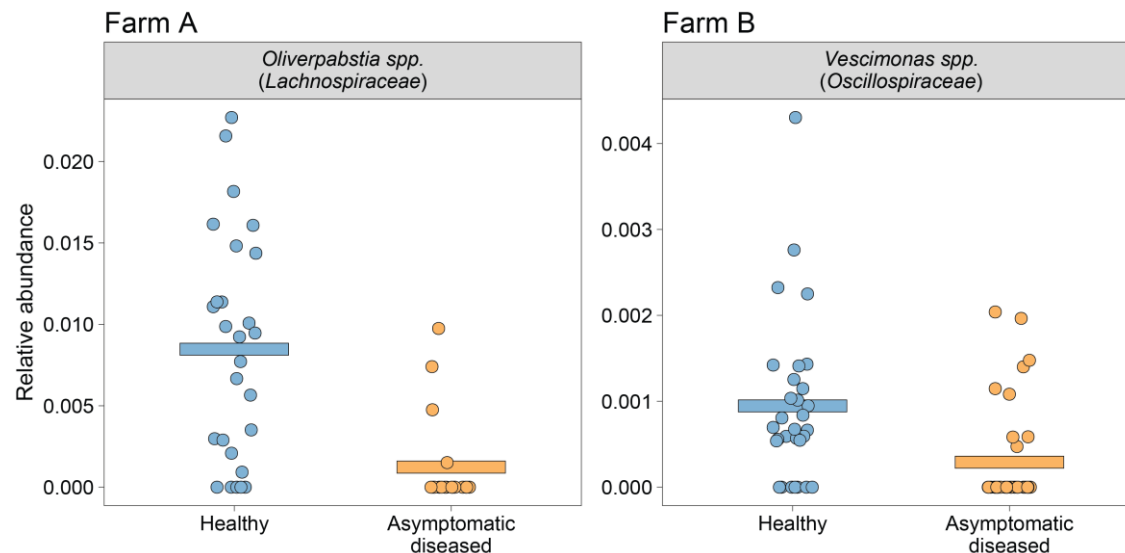 Farm A
Oliverpabstia spp.
(Lachnospiraceae)
Relative abundance
0.020
0.015
0.010
0.005
0.000
Healthy
Asymptomatic
diseased
Farm B
Vescimonas spp.
(Oscillospiraceae)
0.004
0.003
0.002
0.001
0.000
Healthy
Asymptomatic
diseased